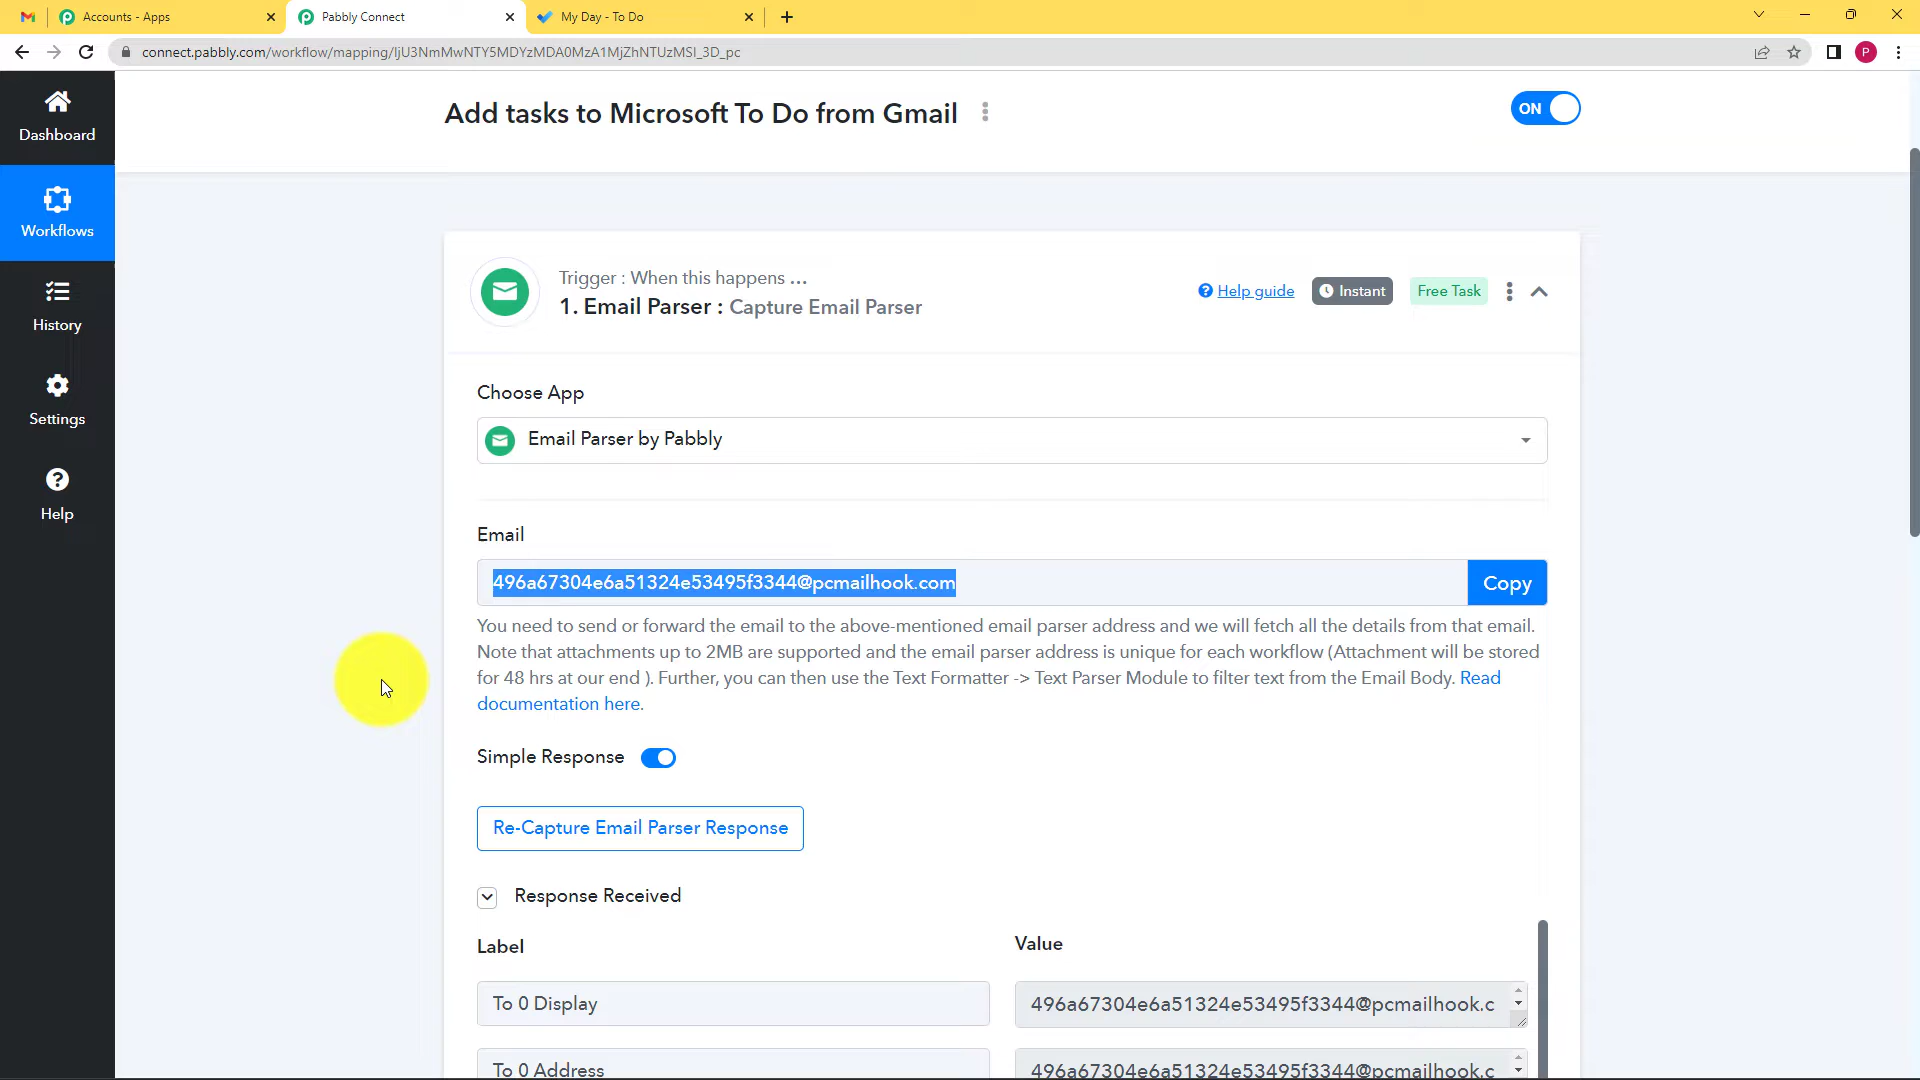 Accounts - Apps
Pabbly Connect
My Day - To Do
connect.pabbly.com/workflow/mapping/IjU3NmMwNTY5MDYzMDA0MzA1MjZhNTUzMSI_3D_pc
P
Dashboard
Workflows
History
Settings
Help
Add tasks to Microsoft To Do from Gmail
ON
Trigger : When this happens ...
1. Email Parser : Capture Email Parser
Help guide
Instant
Free Task
Choose App
Email Parser by Pabbly
Email
496a67304e6a51324e53495f3344@pcmailhook.com
Copy
You need to send or forward the email to the above-mentioned email parser address and we will fetch all the details from that email.
Note that attachments up to 2MB are supported and the email parser address is unique for each workflow (Attachment will be stored
for 48 hrs at our end ). Further, you can then use the Text Formatter -> Text Parser Module to filter text from the Email Body. Read
documentation here.
Simple Response
Re-Capture Email Parser Response
Response Received
Label
Value
To 0 Display
496a67304e6a51324e53495f3344@pcmailhook.c
To 0 Address
496a67304e6a51324e53495f3344@pcmailhook.c